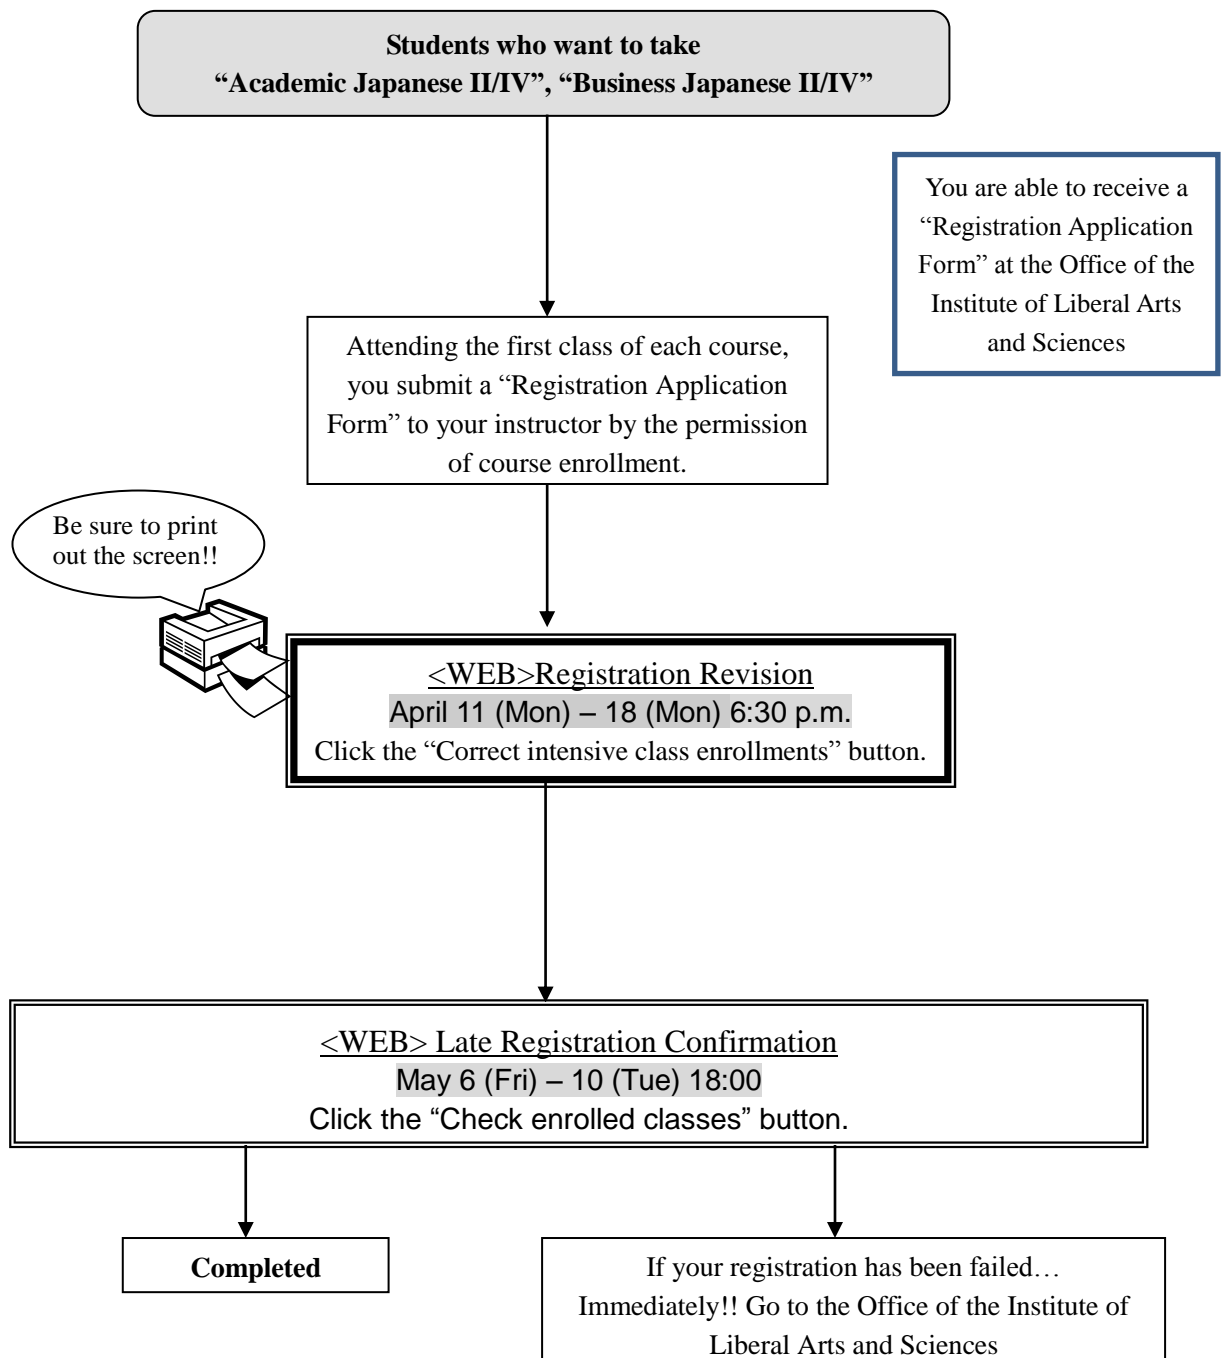 Students who want to take
“Academic Japanese II/IV”, “Business Japanese II/IV”
You are able to receive a
“Registration Application
Form” at the Office of the
Institute of Liberal Arts
and Sciences
Attending the first class of each course,
you submit a “Registration Application
Form” to your instructor by the permission
of course enrollment.
Be sure to print
out the screen!!
<WEB>Registration Revision
April 11 (Mon) – 18 (Mon) 6:30 p.m.
Click the “Correct intensive class enrollments” button.
<WEB> Late Registration Confirmation
May 6 (Fri) – 10 (Tue) 18:00
Click the “Check enrolled classes” button.
Completed
If your registration has been failed…
Immediately!! Go to the Office of the Institute of
Liberal Arts and Sciences